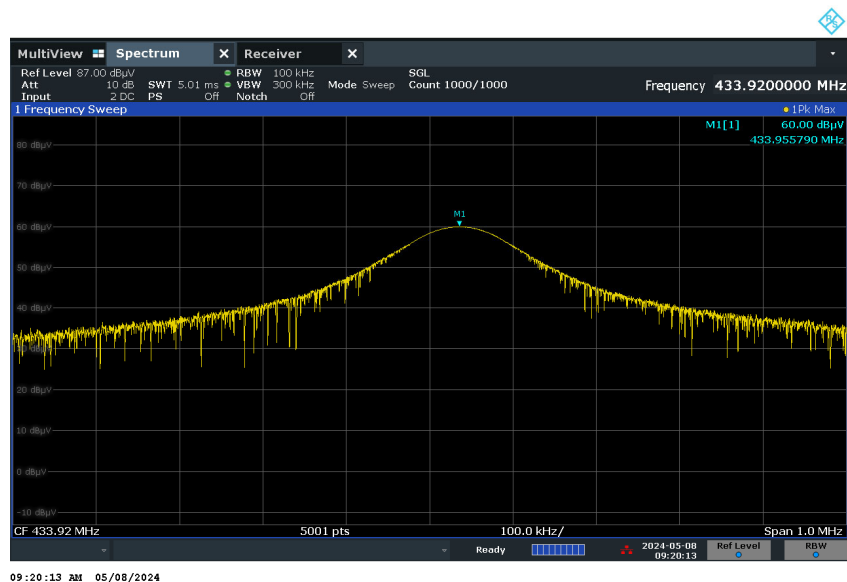 R S
MultiView Spectrum X Receiver X
Ref Level 87.00 dBµV RBW 100 kHz SGL
Att 10 dB SWT 5.01 ms VBW 300 kHz Mode Sweep Count 1000/1000 Frequency 433.9200000 MHz
Input 2 DC PS Off Notch Off
1 Frequency Sweep 1Pk Max
M1[1] 60.00 dBµV
433.955790 MHz
80 dBµV
70 dBµV
M1
60 dBµV
50 dBµV
40 dBµV
20 dBµV
10 dBµV
0 dBµV
-10 dBµV
CF 433.92 MHz 5001 pts 100.0 kHz/ Span 1.0 MHz
Ready 2024-05-08 Ref Level RBW
09:20:13
09:20:13 AM 05/08/2024